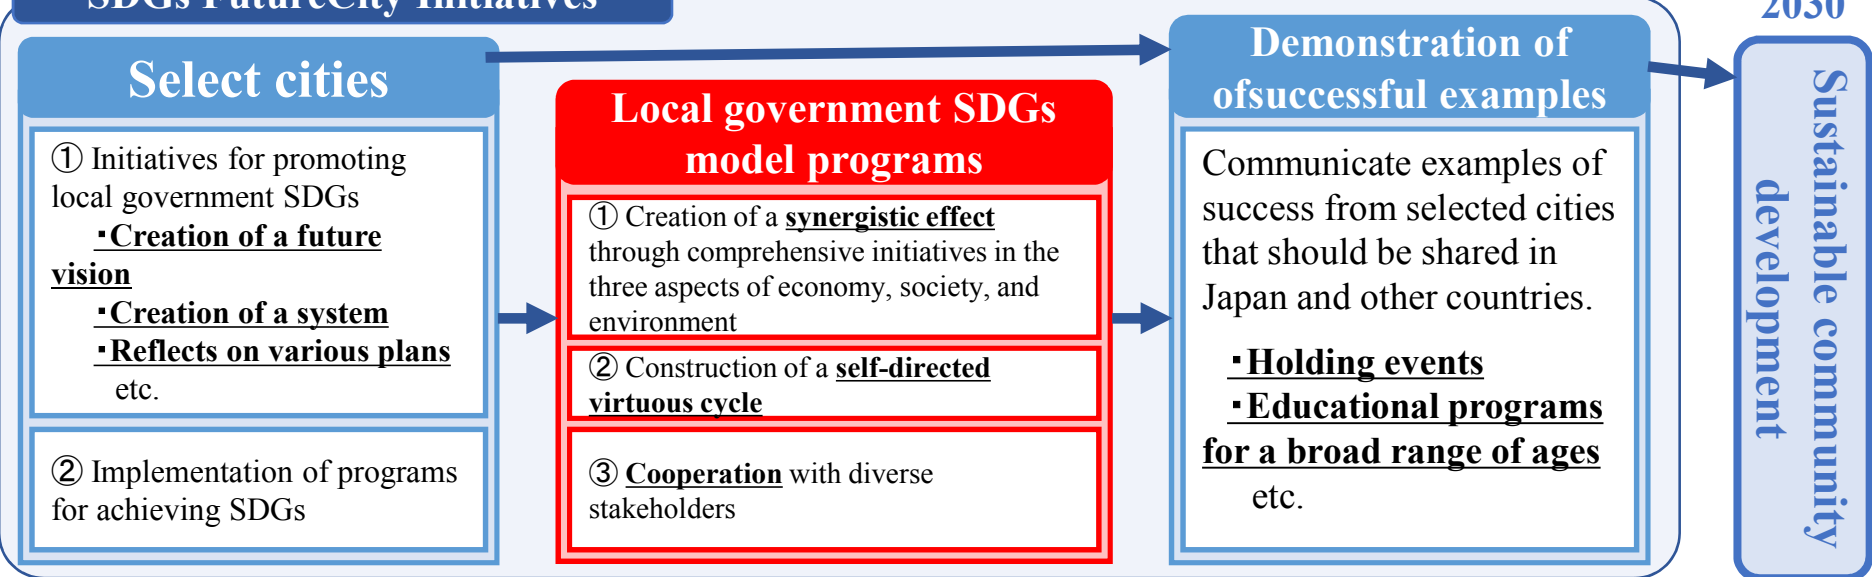 SDGs FutureCity Initiatives
Select cities
① Initiatives for promoting
local government SDGs
・Creation of a future
vision
・Creation of a system
・Reflects on various plans
etc.
② Implementation of programs
for achieving SDGs
Local government SDGs
model programs
① Creation of a synergistic effect
through comprehensive initiatives in the
three aspects of economy, society, and
environment
② Construction of a self-directed
virtuous cycle
③ Cooperation with diverse
stakeholders
Demonstration of
ofsuccessful examples
Communicate examples of
success from selected cities
that should be shared in
Japan and other countries.
・Holding events
・Educational programs
for a broad range of ages
etc.
2030
Sustainable community
development